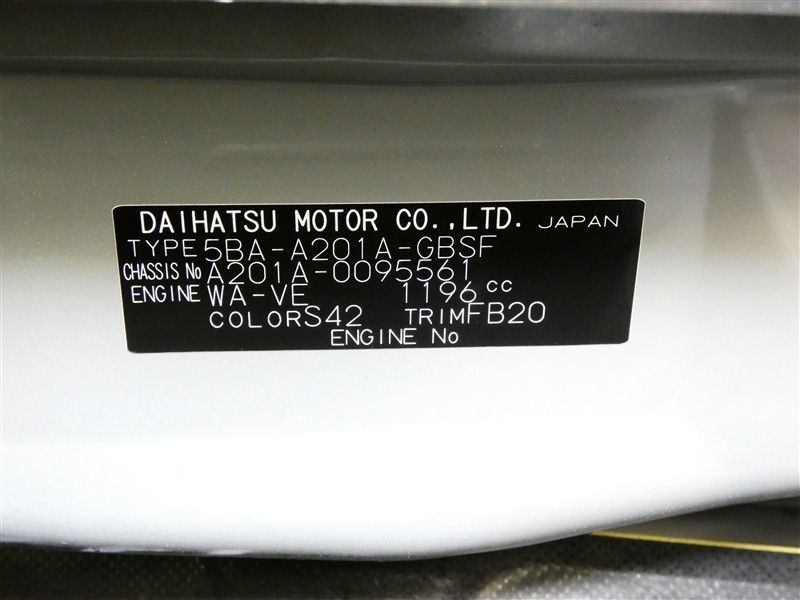 DAIHATSU MOTOR CO.,LTD. JAPAN
TYPE 5BA-A201A-GBSF
CHASSIS No A201A-0095561
ENGINE WA-VE 1196 cc
COLOR S42 TRIM FB20
ENGINE No